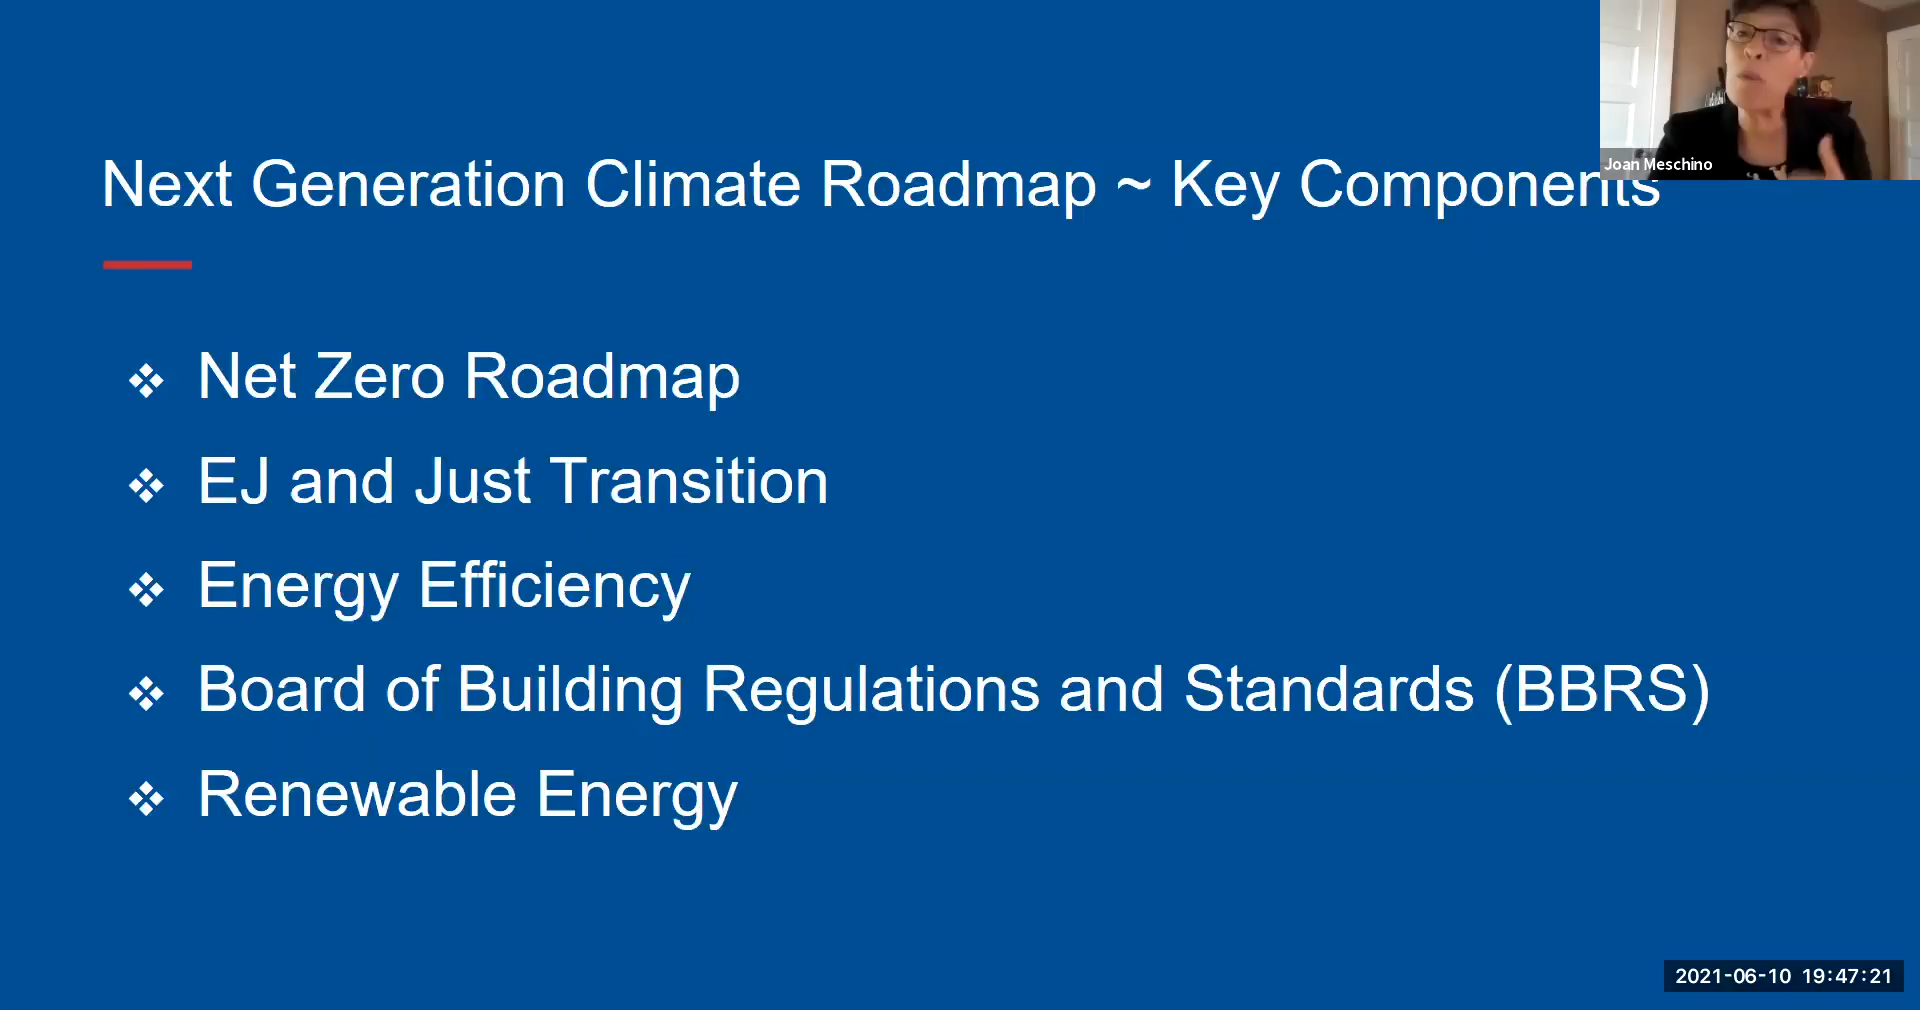 Joan Meschino
Next Generation Climate Roadmap ~ Key Components
❖ Net Zero Roadmap
❖ EJ and Just Transition
❖ Energy Efficiency
❖ Board of Building Regulations and Standards (BBRS)
❖ Renewable Energy
2021-06-10 19:47:21